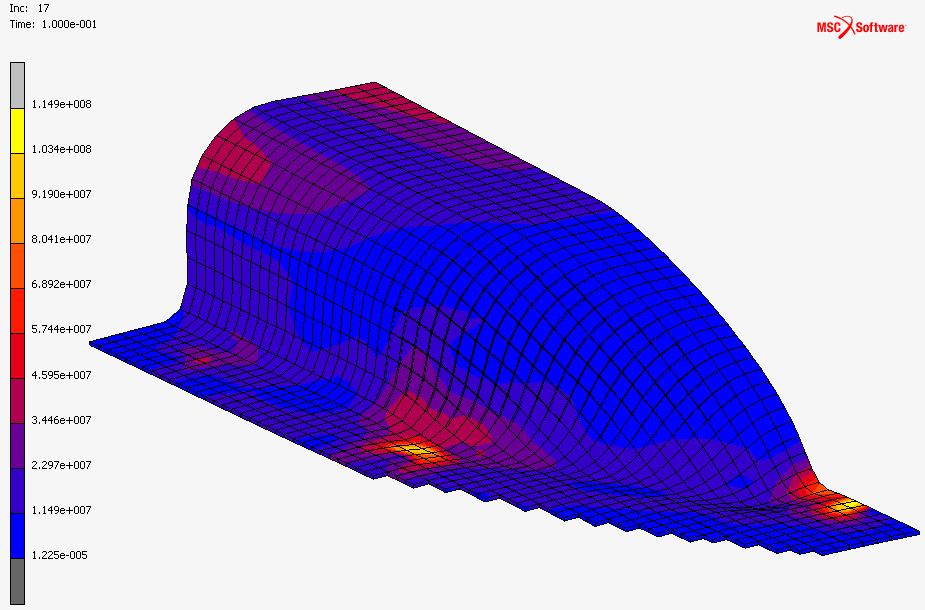 Inc: 17
Time: 1.000e-001
MSC Software
1.149e+008
1.034e+008
9.190e+007
8.041e+007
6.892e+007
5.744e+007
4.595e+007
3.446e+007
2.297e+007
1.149e+007
1.225e-005